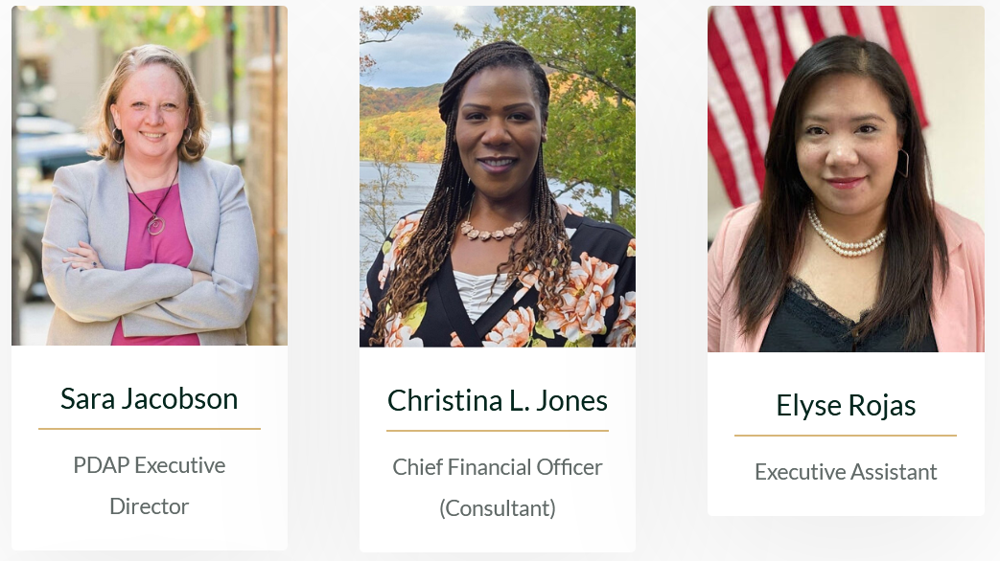 Sara Jacobson
PDAP Executive
Director
Christina L. Jones
Chief Financial Officer
(Consultant)
Elyse Rojas
Executive Assistant